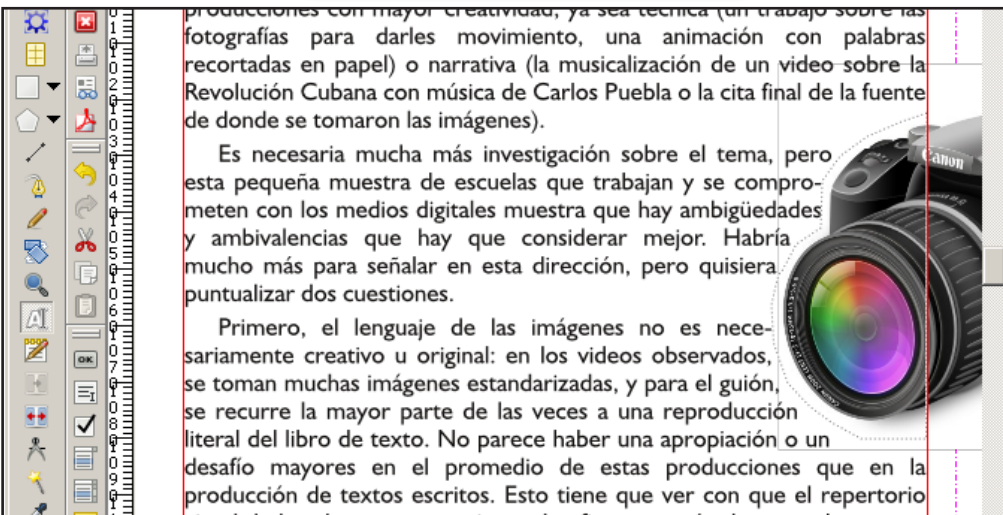 producciones con mayor creatividad, ya sea técnica (un trabajo sobre las
fotografías para darles movimiento, una animación con palabras
recortadas en papel) o narrativa (la musicalización de un video sobre la
Revolución Cubana con música de Carlos Puebla o la cita final de la fuente
de donde se tomaron las imágenes).
Es necesaria mucha más investigación sobre el tema, pero
esta pequeña muestra de escuelas que trabajan y se compro-
meten con los medios digitales muestra que hay ambigüedades
y ambivalencias que hay que considerar mejor. Habría
mucho más para señalar en esta dirección, pero quisiera
puntualizar dos cuestiones.
Primero, el lenguaje de las imágenes no es nece-
sariamente creativo u original: en los videos observados,
se toman muchas imágenes estandarizadas, y para el guión,
se recurre la mayor parte de las veces a una reproducción
literal del libro de texto. No parece haber una apropiación o un
desafío mayores en el promedio de estas producciones que en la
producción de textos escritos. Esto tiene que ver con que el repertorio
Canon
OK